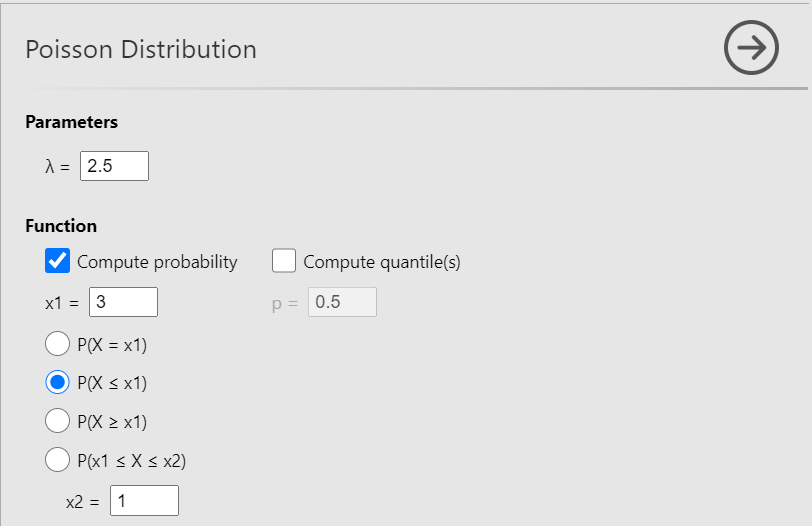 Poisson Distribution
Parameters
λ = 2.5
Function
Compute probability Compute quantile(s)
x1 = 3 p = 0.5
P(X = x1)
P(X ≤ x1)
P(X ≥ x1)
P(x1 ≤ X ≤ x2)
x2 = 1